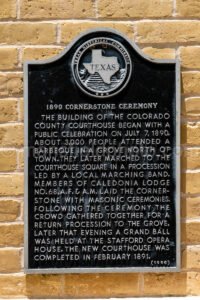 TEXAS
1890 CORNERSTONE CEREMONY
THE BUILDING OF THE COLORADO
COUNTY COURTHOUSE BEGAN WITH A
PUBLIC CELEBRATION ON JULY 7, 1890.
ABOUT 3,000 PEOPLE ATTENDED A
BARBECUE IN A GROVE NORTH OF
TOWN. THEY LATER MARCHED TO THE
COURTHOUSE SQUARE IN A PROCESSION
LED BY A LOCAL MARCHING BAND.
MEMBERS OF CALEDONIA LODGE
NO. 68, A.F. & A.M. LAID THE CORNER-
STONE WITH MASONIC CEREMONIES.
FOLLOWING THE CEREMONY THE
CROWD GATHERED TOGETHER FOR A
RETURN PROCESSION TO THE GROVE.
LATER THAT EVENING A GRAND BALL
WAS HELD AT THE STAFFORD OPERA
HOUSE. THE NEW COURTHOUSE WAS
COMPLETED IN FEBRUARY 1891.
(1990)